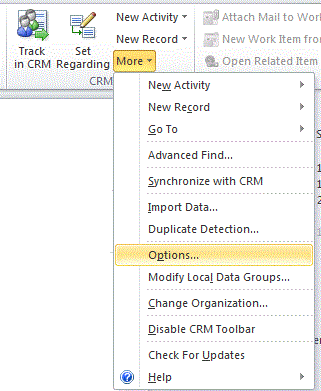 Track in CRM
Set Regarding
New Activity
New Record
More
CRM
Attach Mail to Work
New Work Item from
Open Related Item
New Activity
New Record
Go To
Advanced Find...
Synchronize with CRM
Import Data...
Duplicate Detection...
Options...
Modify Local Data Groups...
Change Organization...
Disable CRM Toolbar
Check For Updates
Help